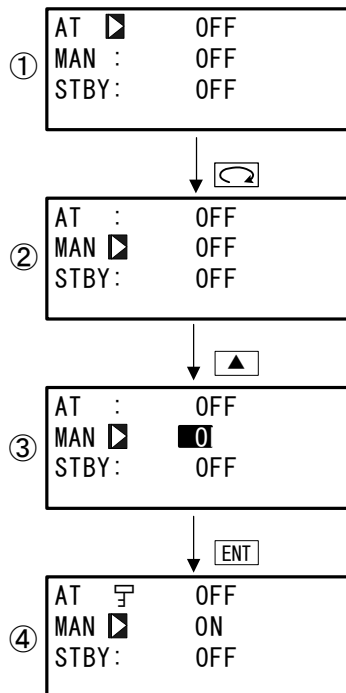 ①
AT ▶ OFF
MAN : OFF
STBY: OFF
②
AT : OFF
MAN ▶ OFF
STBY: OFF
▲
③
AT : OFF
MAN ▶ 0
STBY: OFF
ENT
④
AT OFF
MAN ▶ ON
STBY: OFF